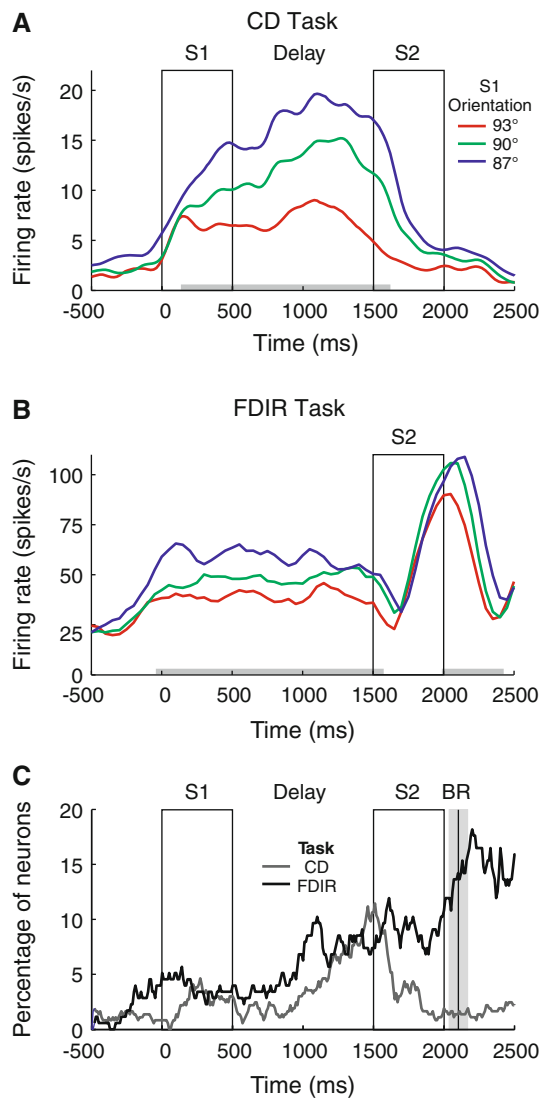 A
CD Task
S1 Delay S2
Firing rate (spikes/s)
20
15
10
5
0
S1
Orientation
93°
90°
87°
-500 0 500 1000 1500 2000 2500
Time (ms)
B
FDIR Task
S2
Firing rate (spikes/s)
100
75
50
25
-500 0 500 1000 1500 2000 2500
Time (ms)
C
S1 Delay S2 BR
Percentage of neurons
20
15
10
5
0
Task
CD
FDIR
-500 0 500 1000 1500 2000 2500
Time (ms)